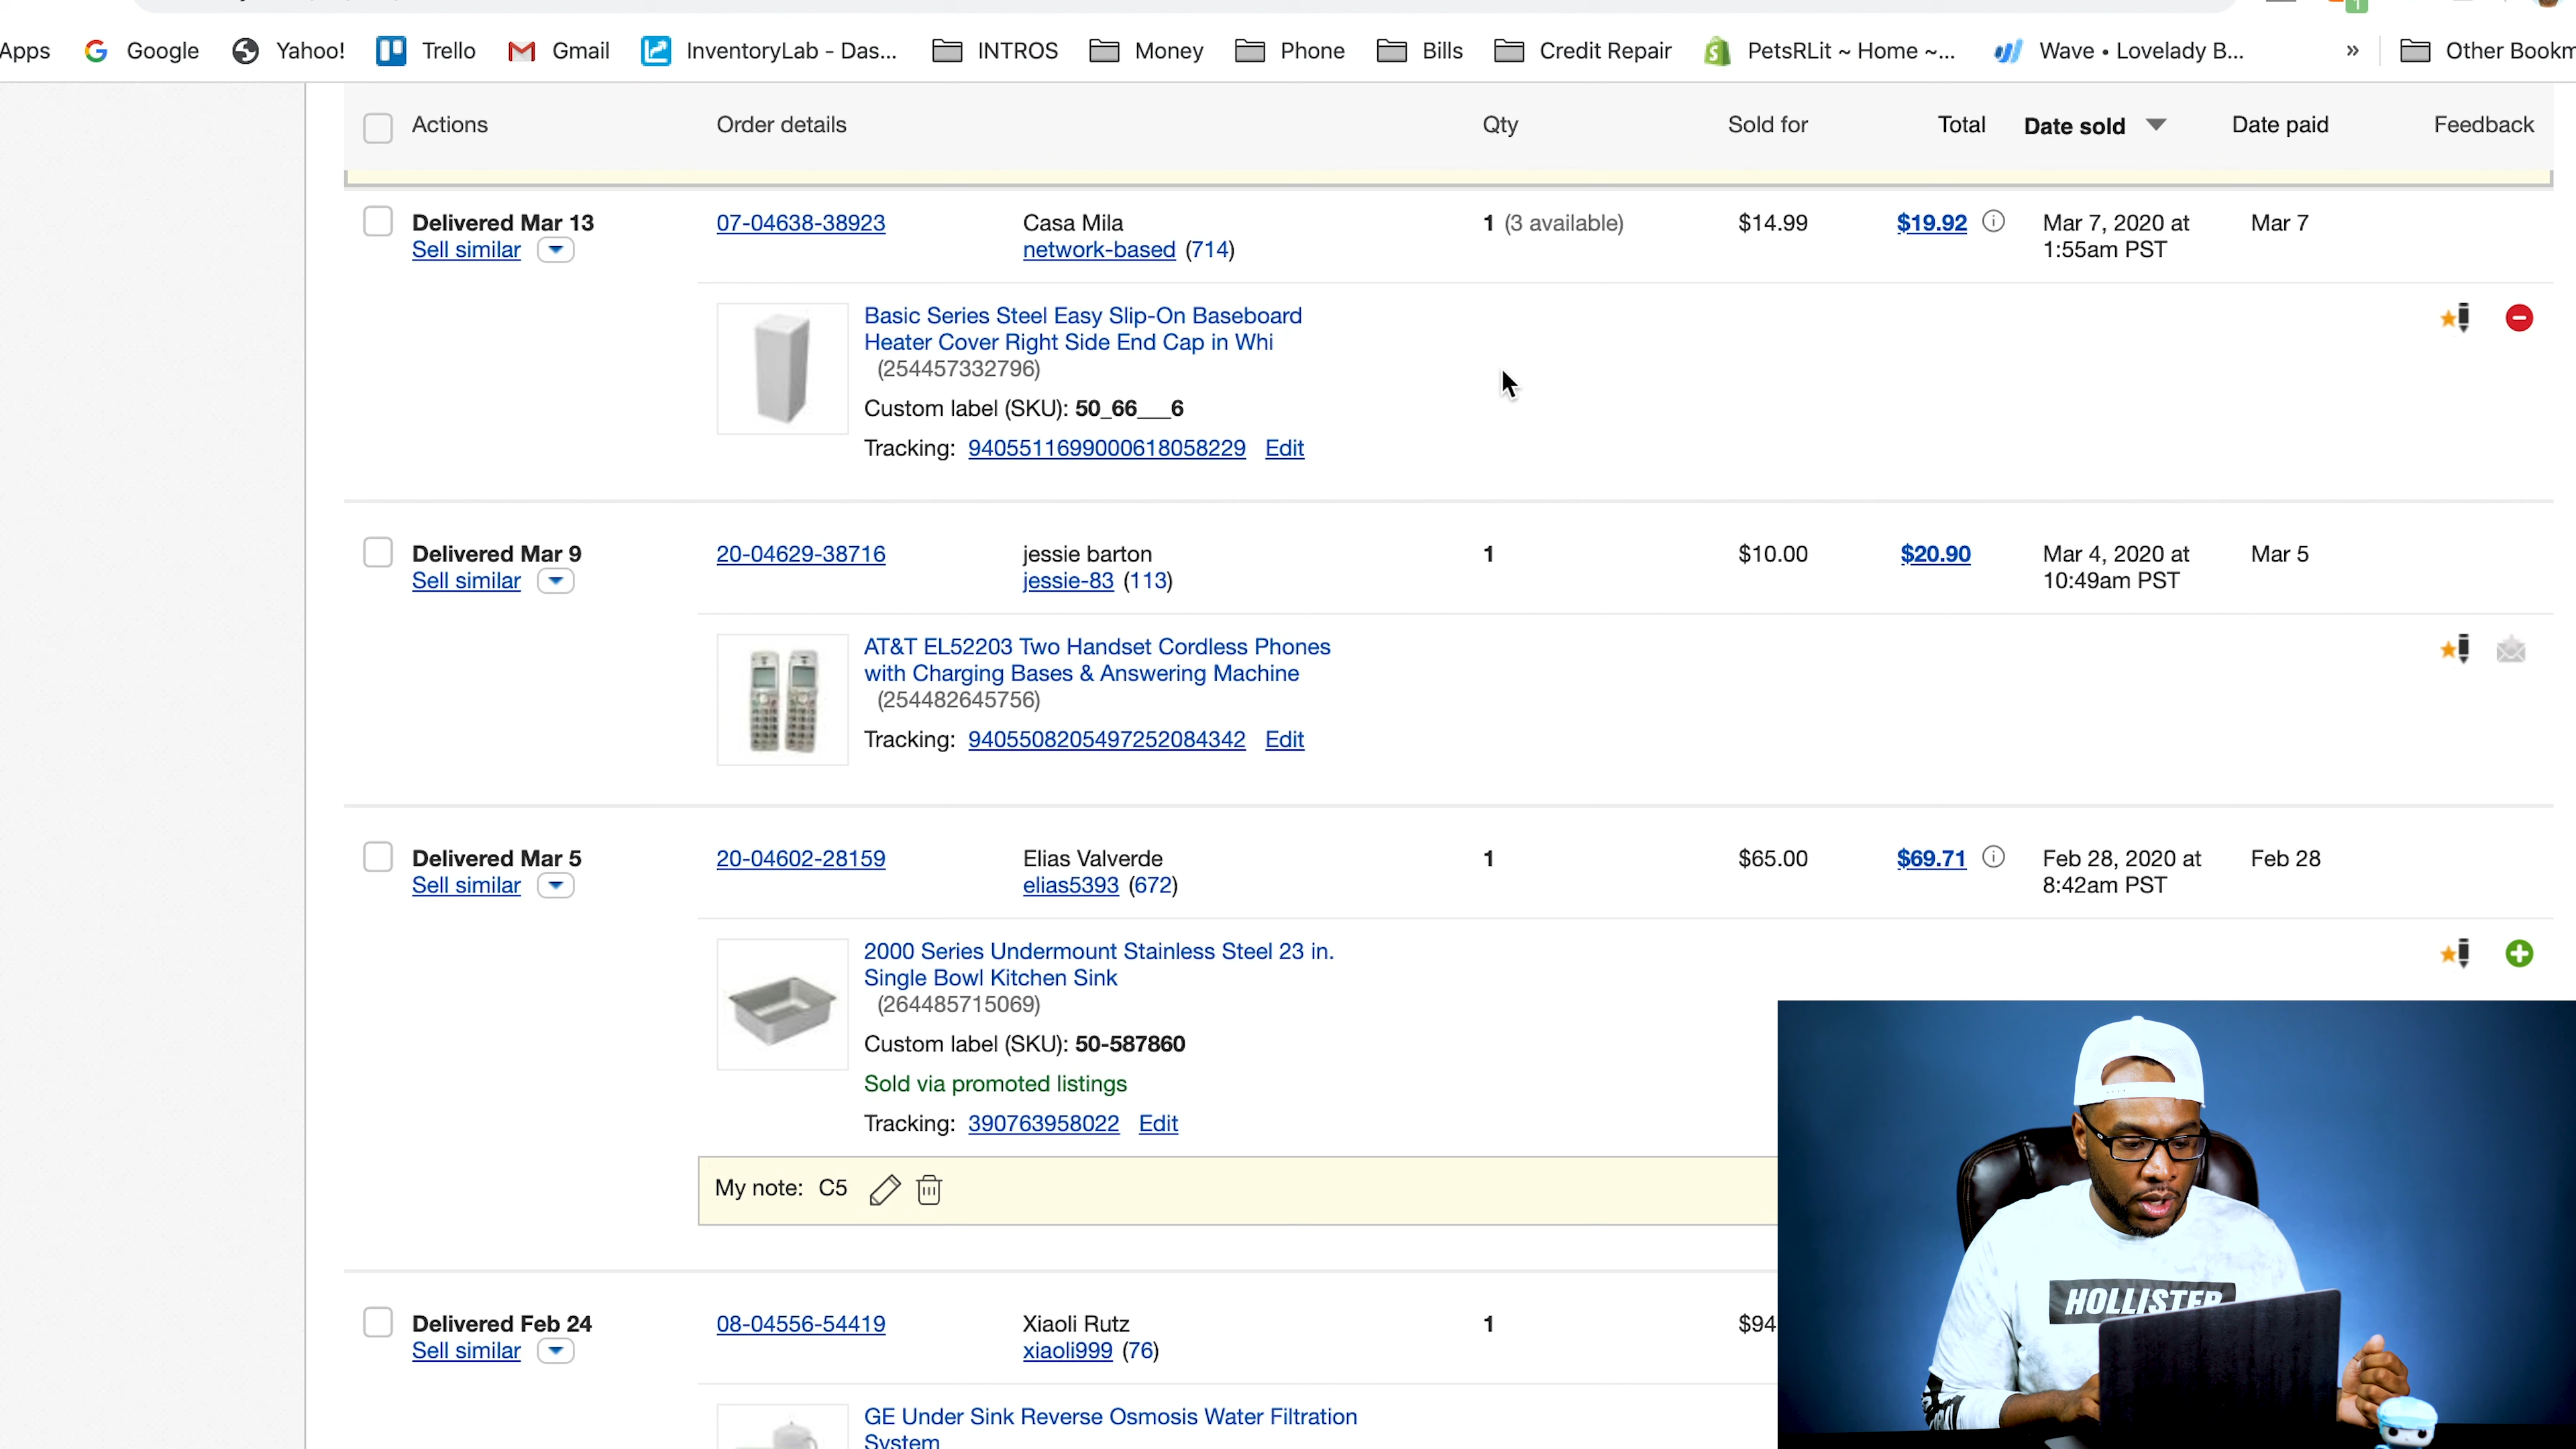 Apps Google Yahoo! Trello Gmail InventoryLab - Das... INTROS Money Phone Bills Credit Repair PetsRLit ~ Home ~... Wave • Lovelady B... » Other Bookm
Actions Order details Qty Sold for Total Date sold Date paid Feedback
Delivered Mar 13 07-04638-38923 Casa Mila 1 (3 available) $14.99 $19.92 Mar 7, 2020 at Mar 7
Sell similar network-based (714) 1:55am PST
Basic Series Steel Easy Slip-On Baseboard
Heater Cover Right Side End Cap in Whi
(254457332796)
Custom label (SKU): 50_66___6
Tracking: 9405511699000618058229 Edit
Delivered Mar 9 20-04629-38716 jessie barton 1 $10.00 $20.90 Mar 4, 2020 at Mar 5
Sell similar jessie-83 (113) 10:49am PST
AT&T EL52203 Two Handset Cordless Phones
with Charging Bases & Answering Machine
(254482645756)
Tracking: 9405508205497252084342 Edit
Delivered Mar 5 20-04602-28159 Elias Valverde 1 $65.00 $69.71 Feb 28, 2020 at Feb 28
Sell similar elias5393 (672) 8:42am PST
2000 Series Undermount Stainless Steel 23 in.
Single Bowl Kitchen Sink
(264485715069)
Custom label (SKU): 50-587860
Sold via promoted listings
Tracking: 390763958022 Edit
My note: C5
Delivered Feb 24 08-04556-54419 Xiaoli Rutz 1 $94
Sell similar xiaoli999 (76)
GE Under Sink Reverse Osmosis Water Filtration
System
HOLLISTER